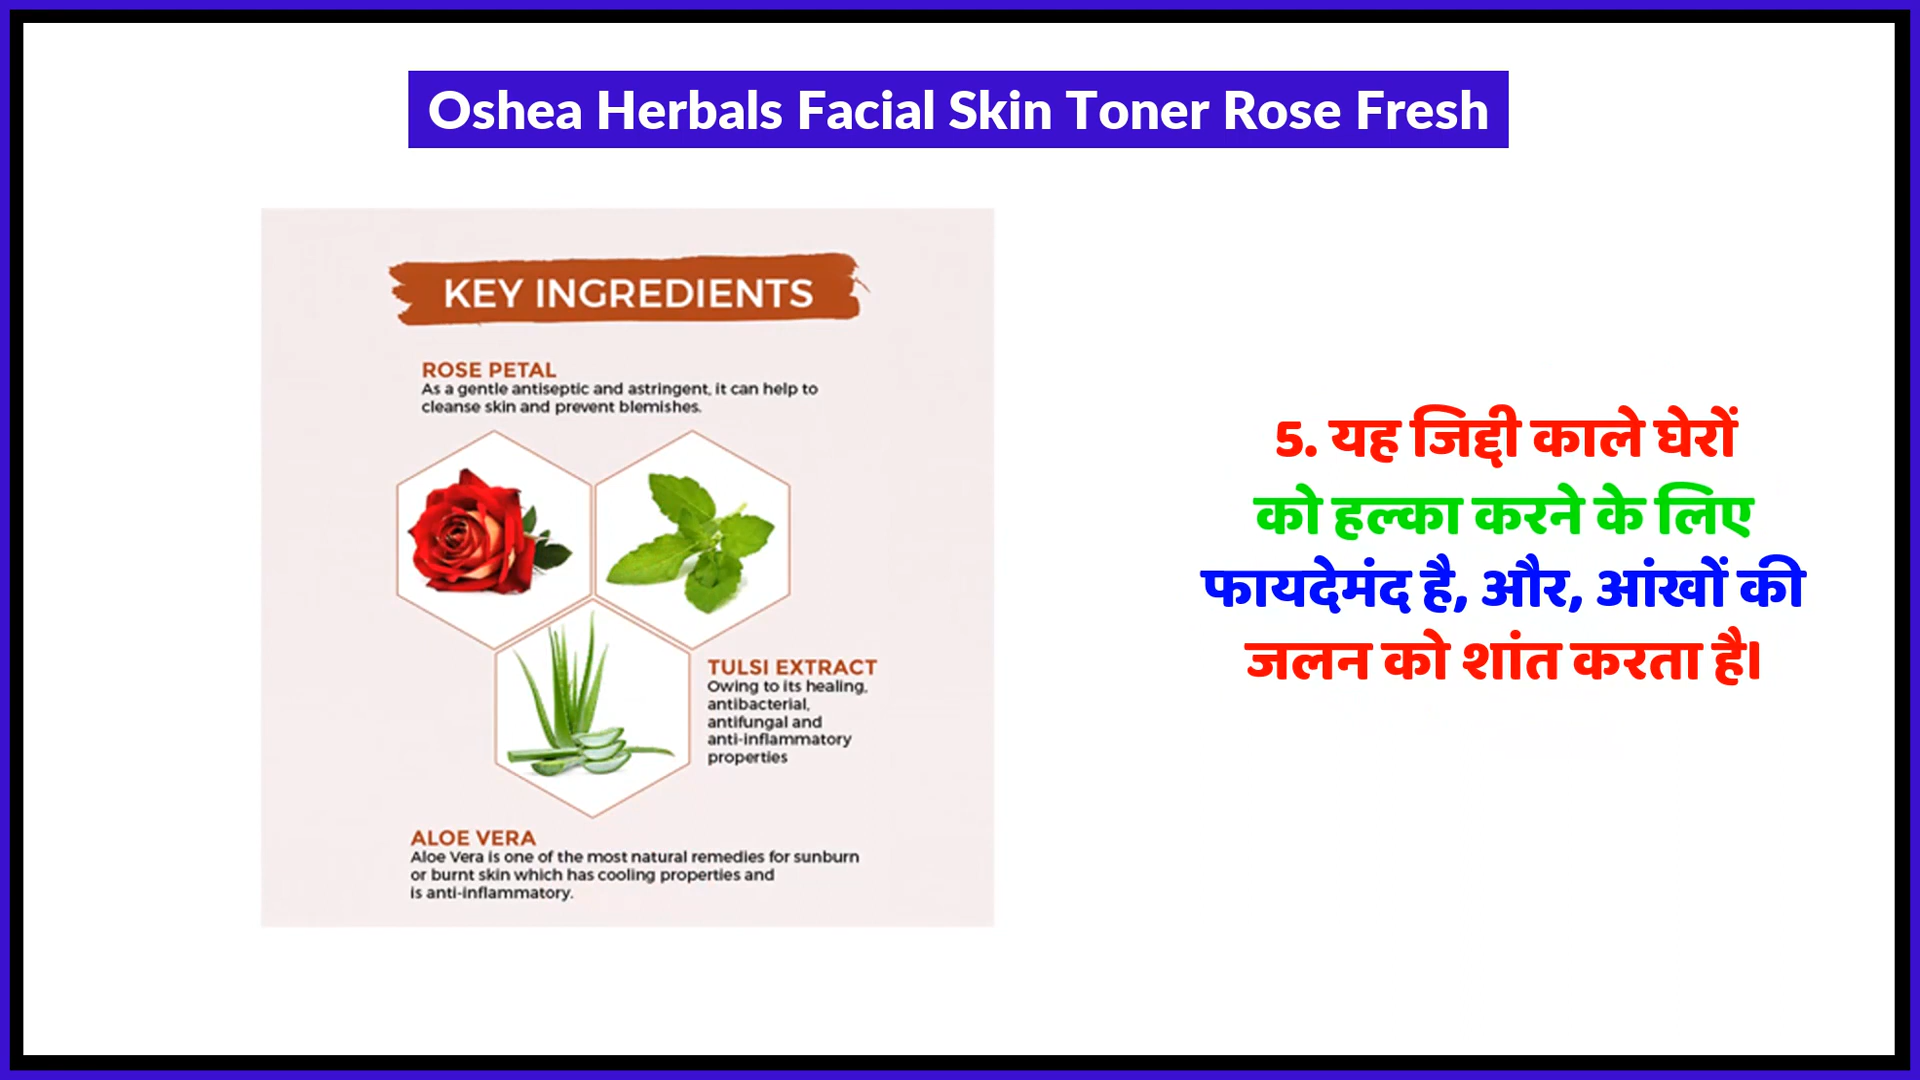 Oshea Herbals Facial Skin Toner Rose Fresh
KEY INGREDIENTS
ROSE PETAL
As a gentle antiseptic and astringent, it can help to
cleanse skin and prevent blemishes.
TULSI EXTRACT
Owing to its healing,
antibacterial,
antifungal and
anti-inflammatory
properties
ALOE VERA
Aloe Vera is one of the most natural remedies for sunburn
or burnt skin which has cooling properties and
is anti-inflammatory.
5. यह जिद्दी काले घेरों
को हल्का करने के लिए
फायदेमंद है, और, आंखों की
जलन को शांत करता है।